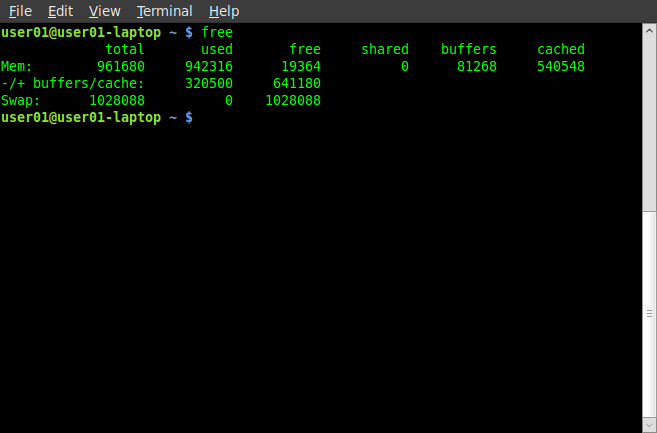 File Edit View Terminal Help
user01@user01-laptop ~ $ free
total used free shared buffers cached
Mem: 961680 942316 19364 0 81268 540548
-/+ buffers/cache: 320500 641180
Swap: 1028088 0 1028088
user01@user01-laptop ~ $